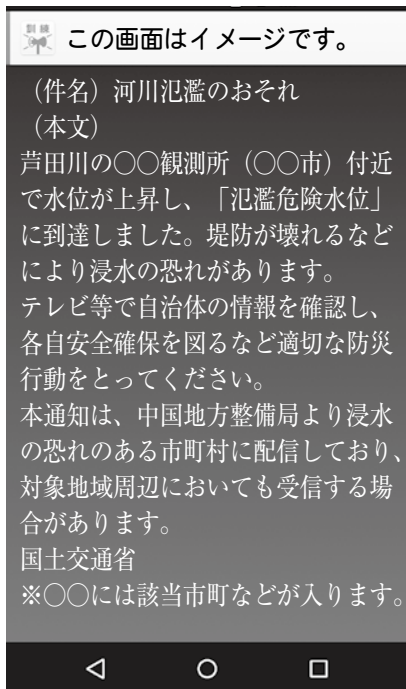 訓練
この画面はイメージです。
(件名)河川氾濫のおそれ
(本文)
芦田川の○○観測所(○○市)付近
で水位が上昇し、「氾濫危険水位」
に到達しました。堤防が壊れるなど
により浸水の恐れがあります。
テレビ等で自治体の情報を確認し、
各自安全確保を図るなど適切な防災
行動をとってください。
本通知は、中国地方整備局より浸水
の恐れのある市町村に配信しており、
対象地域周辺においても受信する場
合があります。
国土交通省
※○○には該当市町などが入ります。